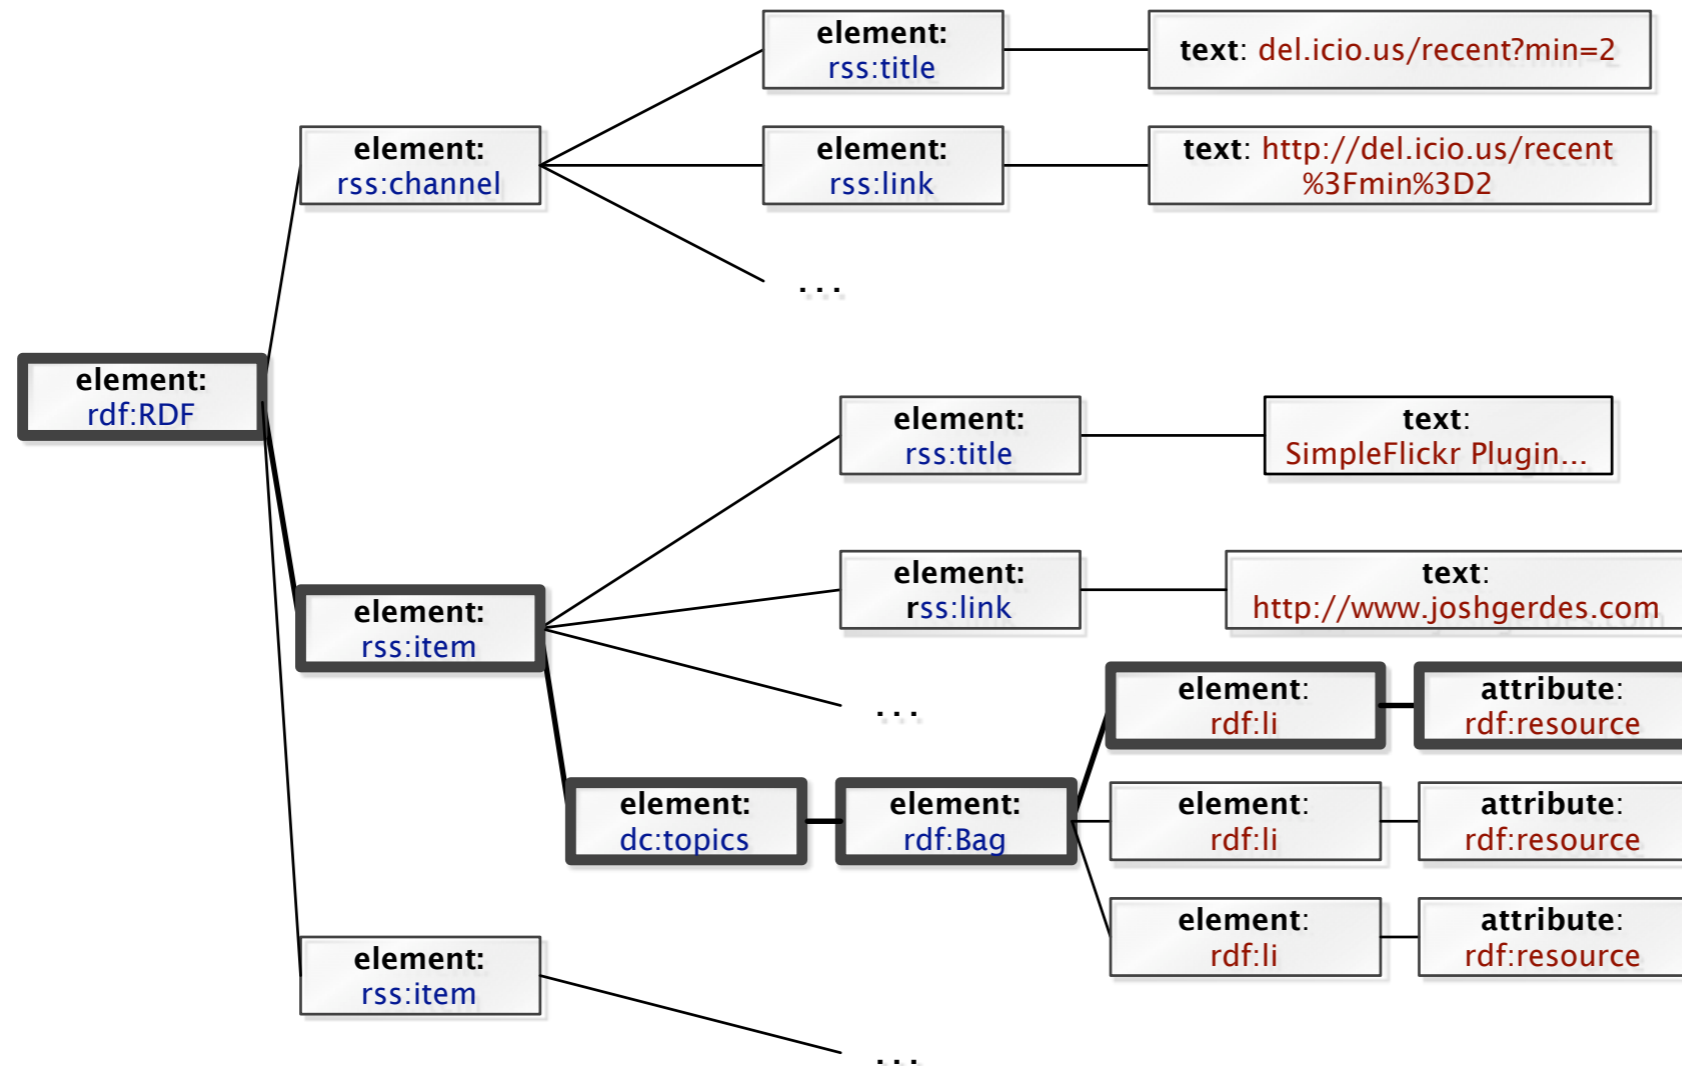 element:
rss:title
text: del.icio.us/recent?min=2
element:
rss:channel
element:
rss:link
text: http://del.icio.us/recent
%3Fmin%3D2
...
element:
rdf:RDF
element:
rss:title
text:
SimpleFlickr Plugin...
element:
rss:link
text:
http://www.joshgerdes.com
element:
rss:item
...
element:
rdf:li
attribute:
rdf:resource
element:
dc:topics
element:
rdf:Bag
element:
rdf:li
attribute:
rdf:resource
element:
rdf:li
attribute:
rdf:resource
element:
rss:item
...